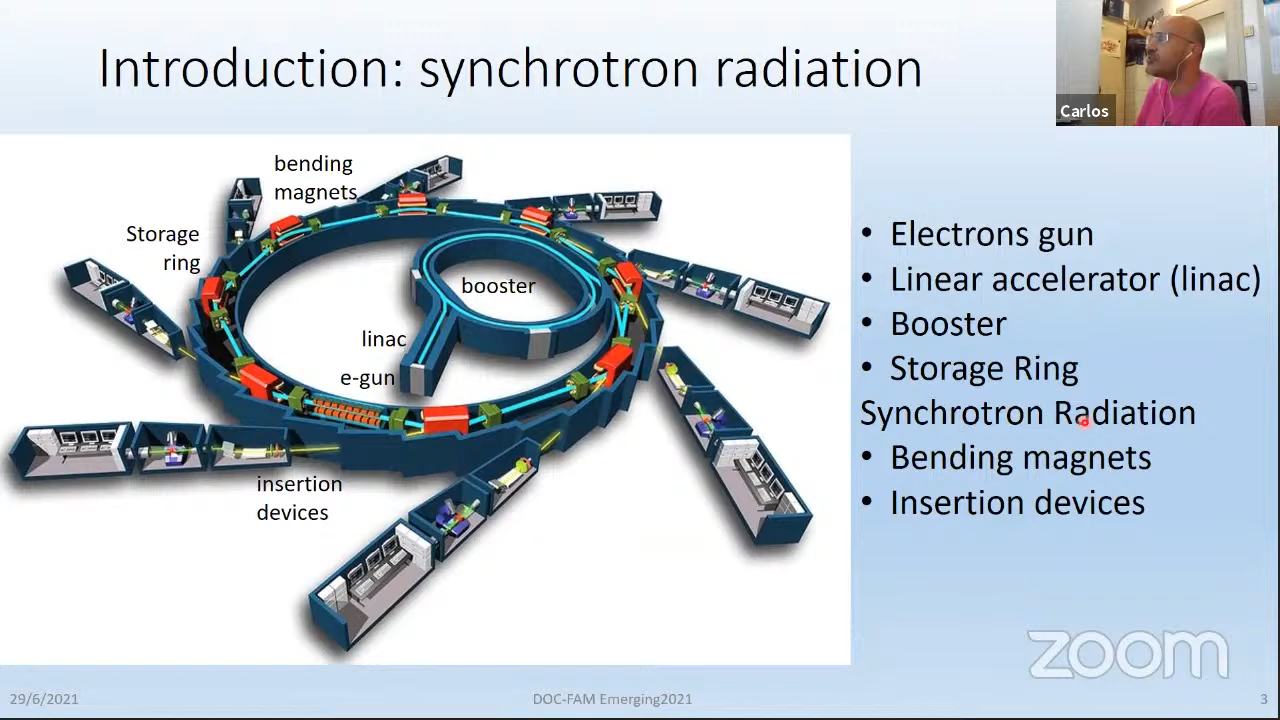 Introduction: synchrotron radiation
Carlos
bending
magnets
Storage
ring
booster
linac
e-gun
insertion
devices
• Electrons gun
• Linear accelerator (linac)
• Booster
• Storage Ring
Synchrotron Radiation
• Bending magnets
• Insertion devices
zoom
29/6/2021
DOC-FAM Emerging2021
3